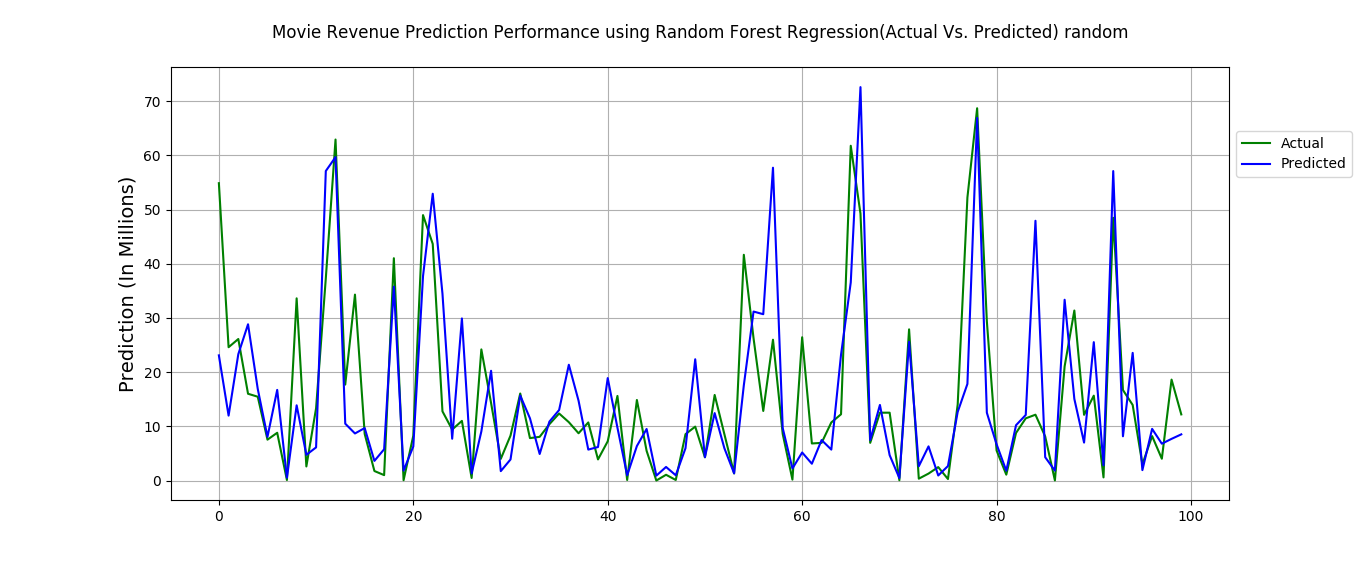 Movie Revenue Prediction Performance using Random Forest Regression(Actual Vs. Predicted) random
Prediction (In Millions)
70
60
50
40
30
20
10
0
0 20 40 60 80 100
Actual
Predicted